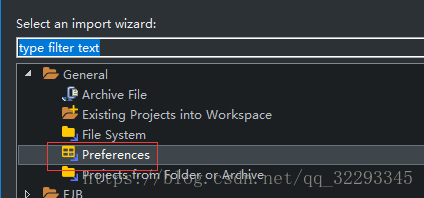 Select an import wizard:
type filter text
General
Archive File
Existing Projects into Workspace
File System
Preferences
Projects from Folder or Archive
https://blog.csdn.net/qq_32293345
EJB